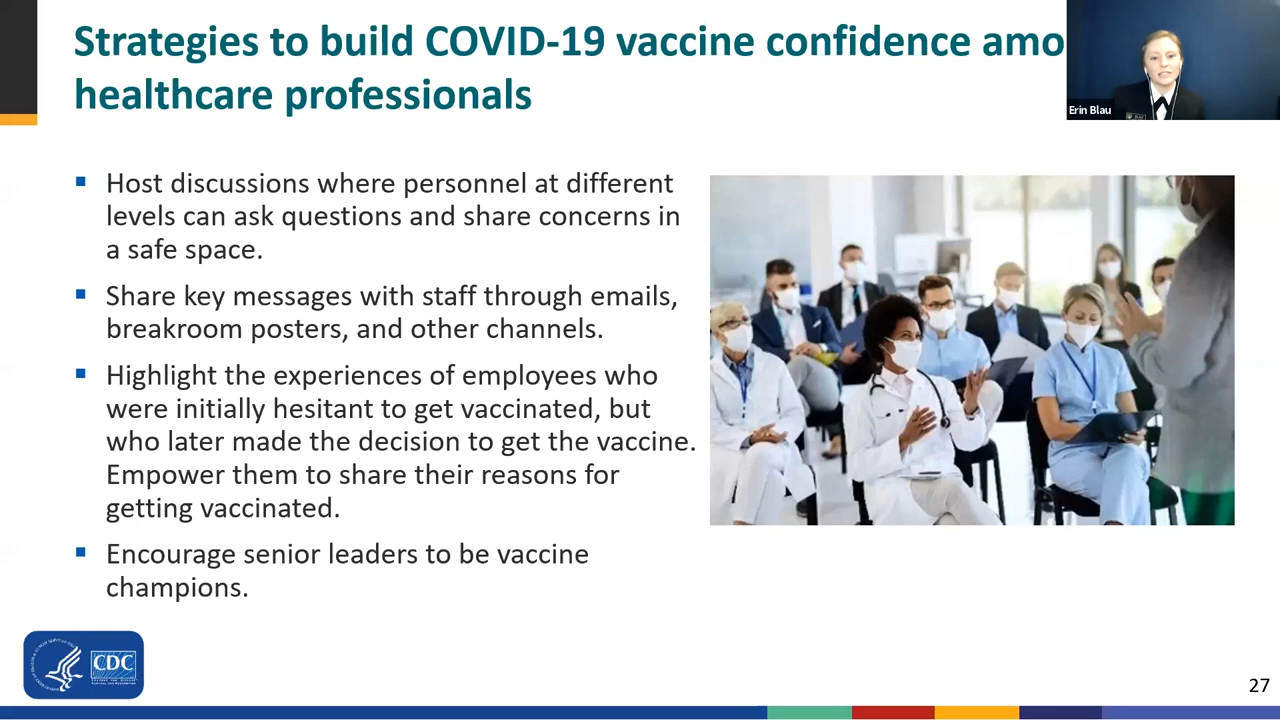 Strategies to build COVID-19 vaccine confidence amo
healthcare professionals
Erin Blau
Host discussions where personnel at different
levels can ask questions and share concerns in
a safe space.
Share key messages with staff through emails,
breakroom posters, and other channels.
Highlight the experiences of employees who
were initially hesitant to get vaccinated, but
who later made the decision to get the vaccine.
Empower them to share their reasons for
getting vaccinated.
Encourage senior leaders to be vaccine
champions.
CDC
27